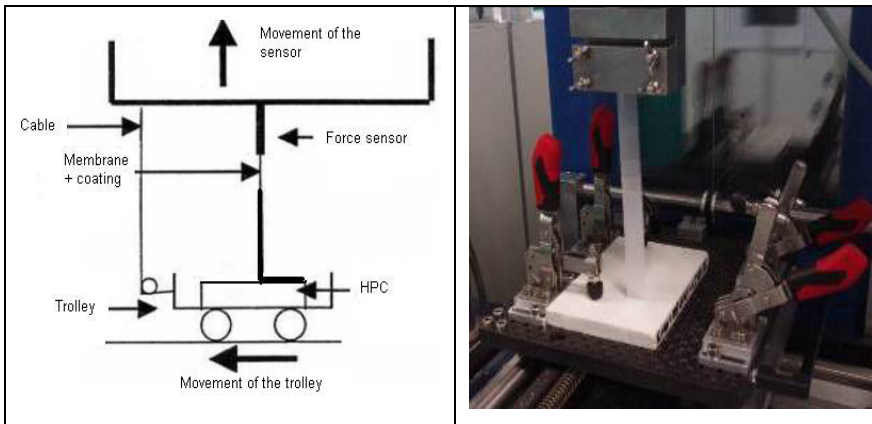 Movement of the
sensor
Cable
Force sensor
Membrane
+ coating
HPC
Trolley
Movement of the trolley